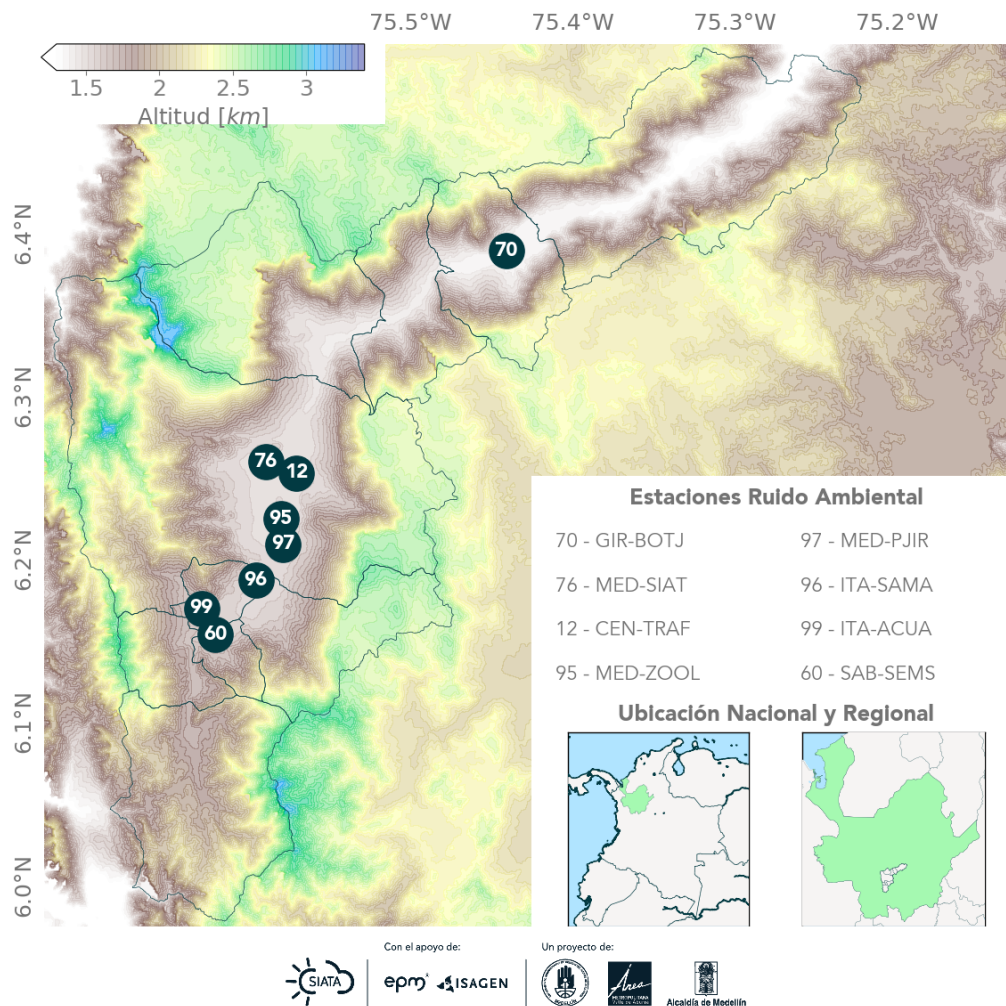 75.5°W 75.4°W 75.3°W 75.2°W
1.5 2 2.5 3
Altitud [km]
6.4°N
6.3°N
6.2°N
6.1°N
6.0°N
70
76
12
95
97
96
99
60
Estaciones Ruido Ambiental
70 - GIR-BOTJ 97 - MED-PJIR
76 - MED-SIAT 96 - ITA-SAMA
12 - CEN-TRAF 99 - ITA-ACUA
95 - MED-ZOOL 60 - SAB-SEMS
Ubicación Nacional y Regional
Con el apoyo de: Un proyecto de:
SIATA epm ISAGEN Área
METROPOLITANA
Alcaldía de Medellín